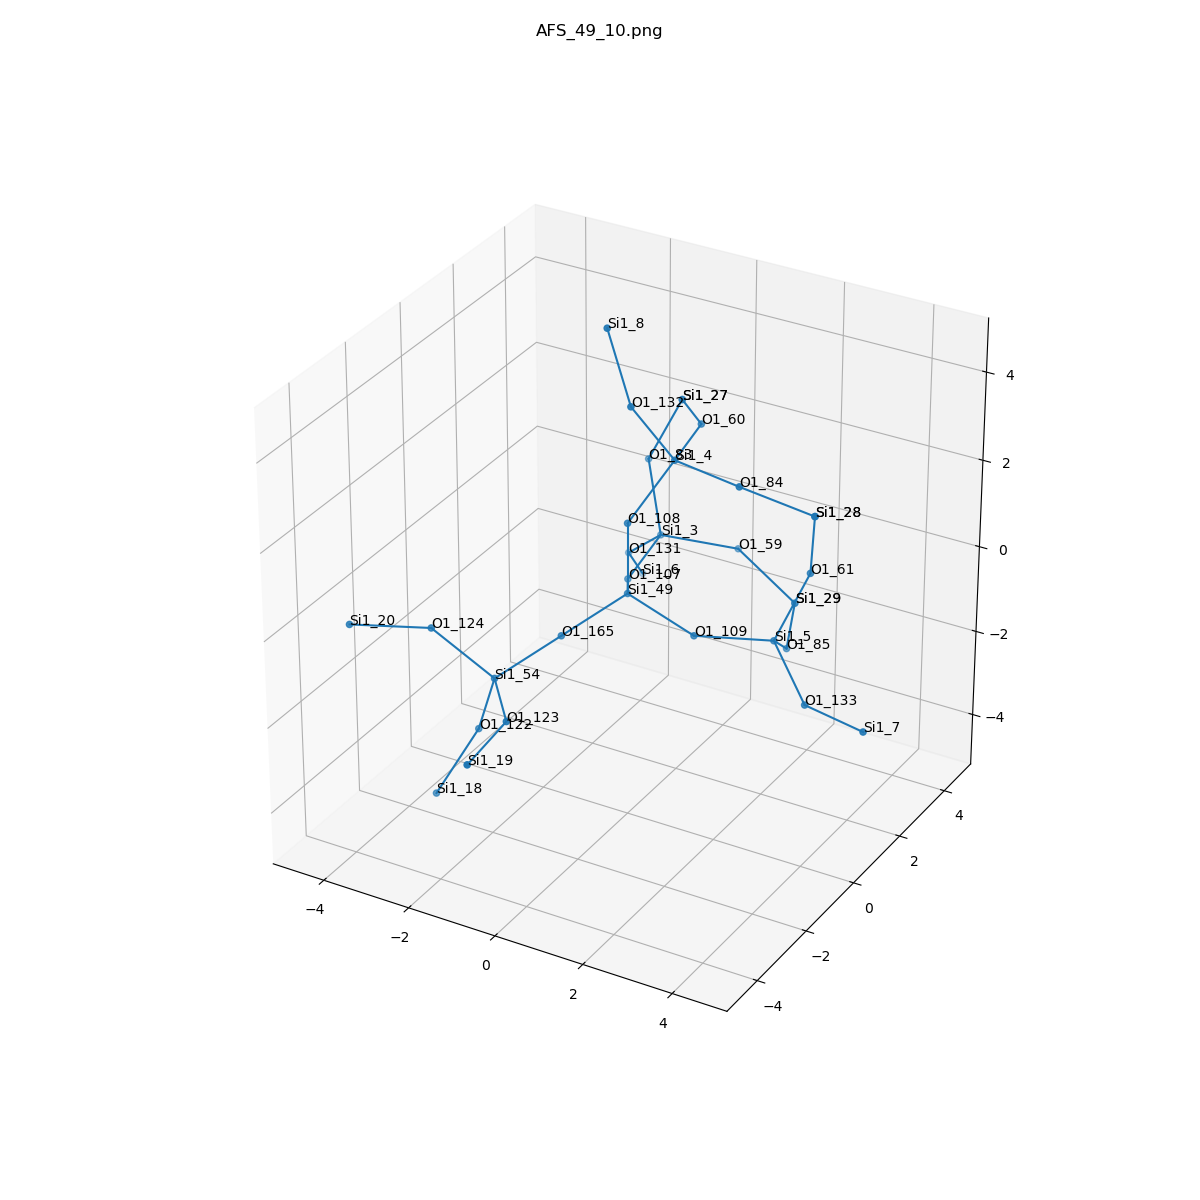 AFS_49_10.png
Si1_8
O1_132
Si1_27
O1_60
O1_83
Si1_4
O1_84
Si1_28
O1_108
Si1_3
O1_59
O1_131
Si1_6
O1_107
O1_61
Si1_49
Si1_29
Si1_20
O1_124
O1_165
O1_109
Si1_5
O1_85
Si1_54
O1_133
O1_123
O1_122
Si1_7
Si1_19
Si1_18
4
2
0
−2
−4
4
2
0
−2
−4
−4
−2
0
2
4